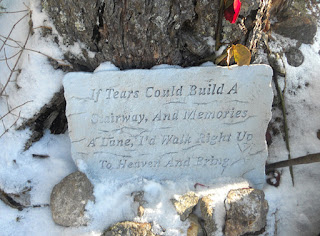 If Tears Could Build A
Stairway, And Memories
A Lane, I'd Walk Right Up
To Heaven And Bring